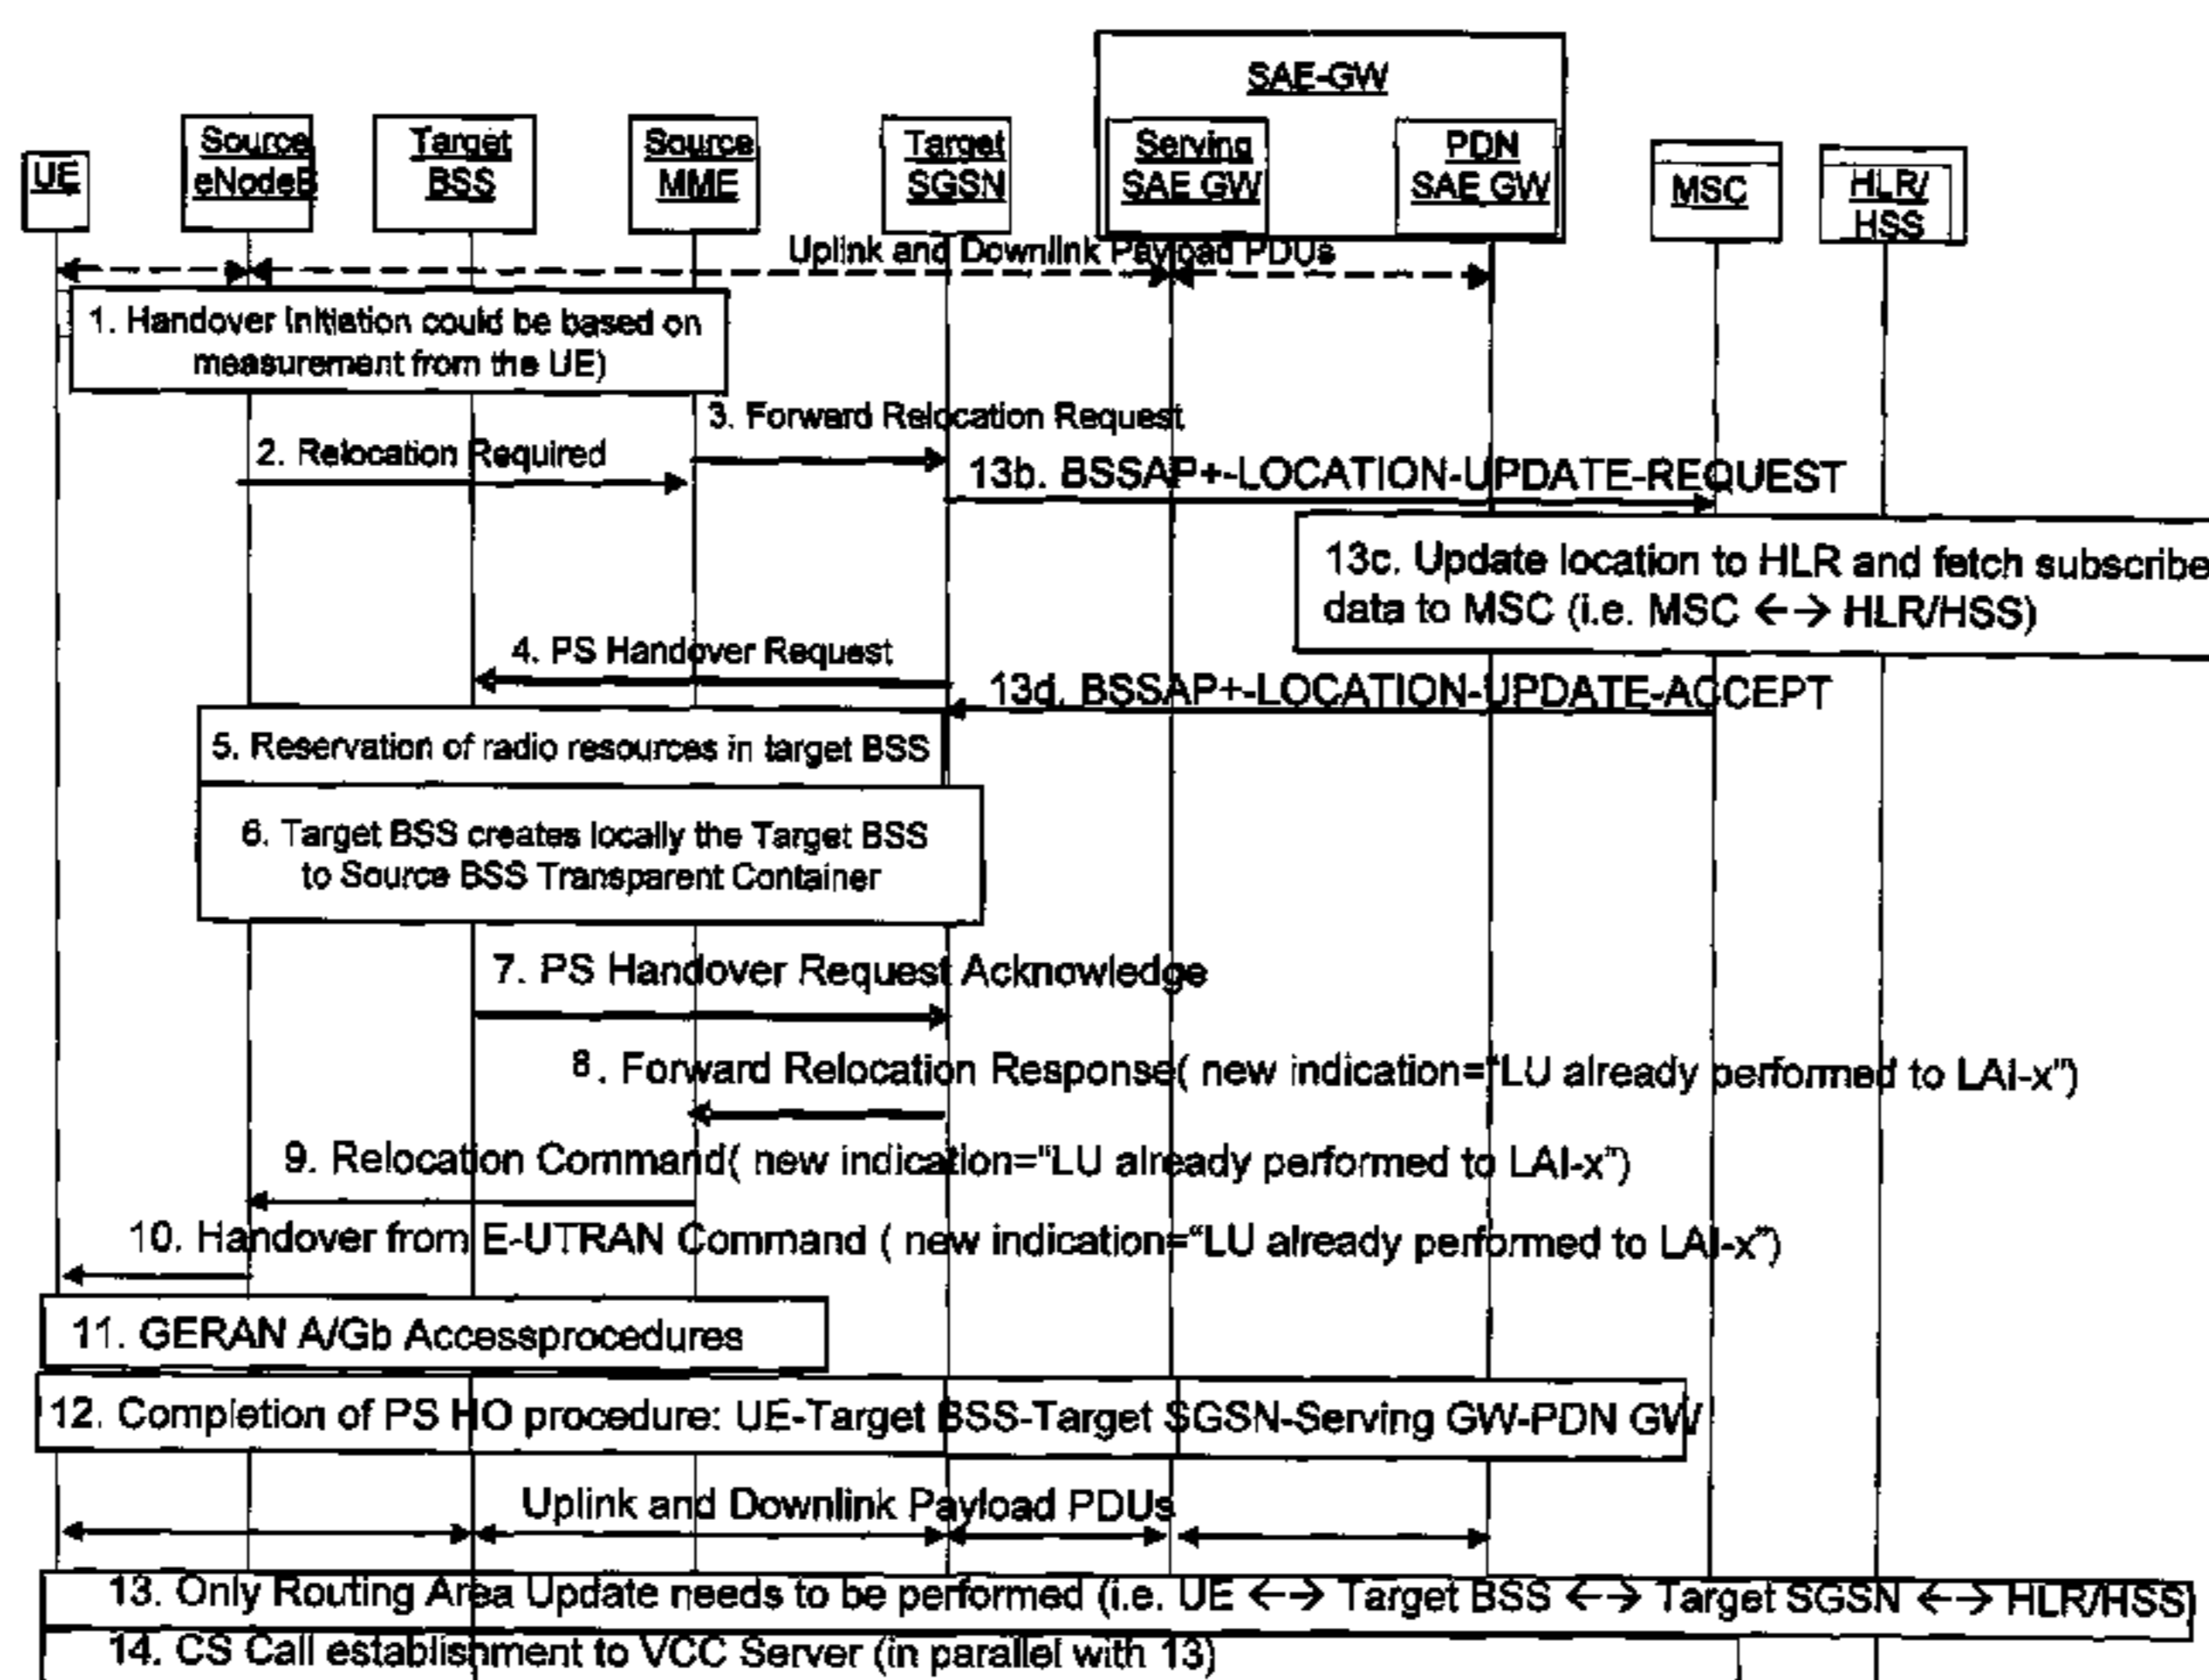 SAE-GW
UE
Source
eNodeB
Target
BSS
Source
MME
Target
SGSN
Serving
SAE GW
PDN
SAE GW
MSC
HLR/
HSS
Uplink and Downlink Payload PDUs
1. Handover Initiation could be based on
measurement from the UE)
3. Forward Relocation Request
2. Relocation Required
13b. BSSAP+-LOCATION-UPDATE-REQUEST
13c. Update location to HLR and fetch subscribe
data to MSC (i.e. MSC ←→ HLR/HSS)
4. PS Handover Request
13d. BSSAP+-LOCATION-UPDATE-ACCEPT
5. Reservation of radio resources in target BSS
6. Target BSS creates locally the Target BSS
to Source BSS Transparent Container
7. PS Handover Request Acknowledge
8. Forward Relocation Response( new indication="LU already performed to LAI-x")
9. Relocation Command( new indication="LU already performed to LAI-x")
10. Handover from E-UTRAN Command ( new indication="LU already performed to LAI-x")
11. GERAN A/Gb Accessprocedures
12. Completion of PS HO procedure: UE-Target BSS-Target SGSN-Serving GW-PDN GW
Uplink and Downlink Payload PDUs
13. Only Routing Area Update needs to be performed (i.e. UE ←→ Target BSS ←→ Target SGSN ←→ HLR/HSS)
14. CS Call establishment to VCC Server (in parallel with 13)